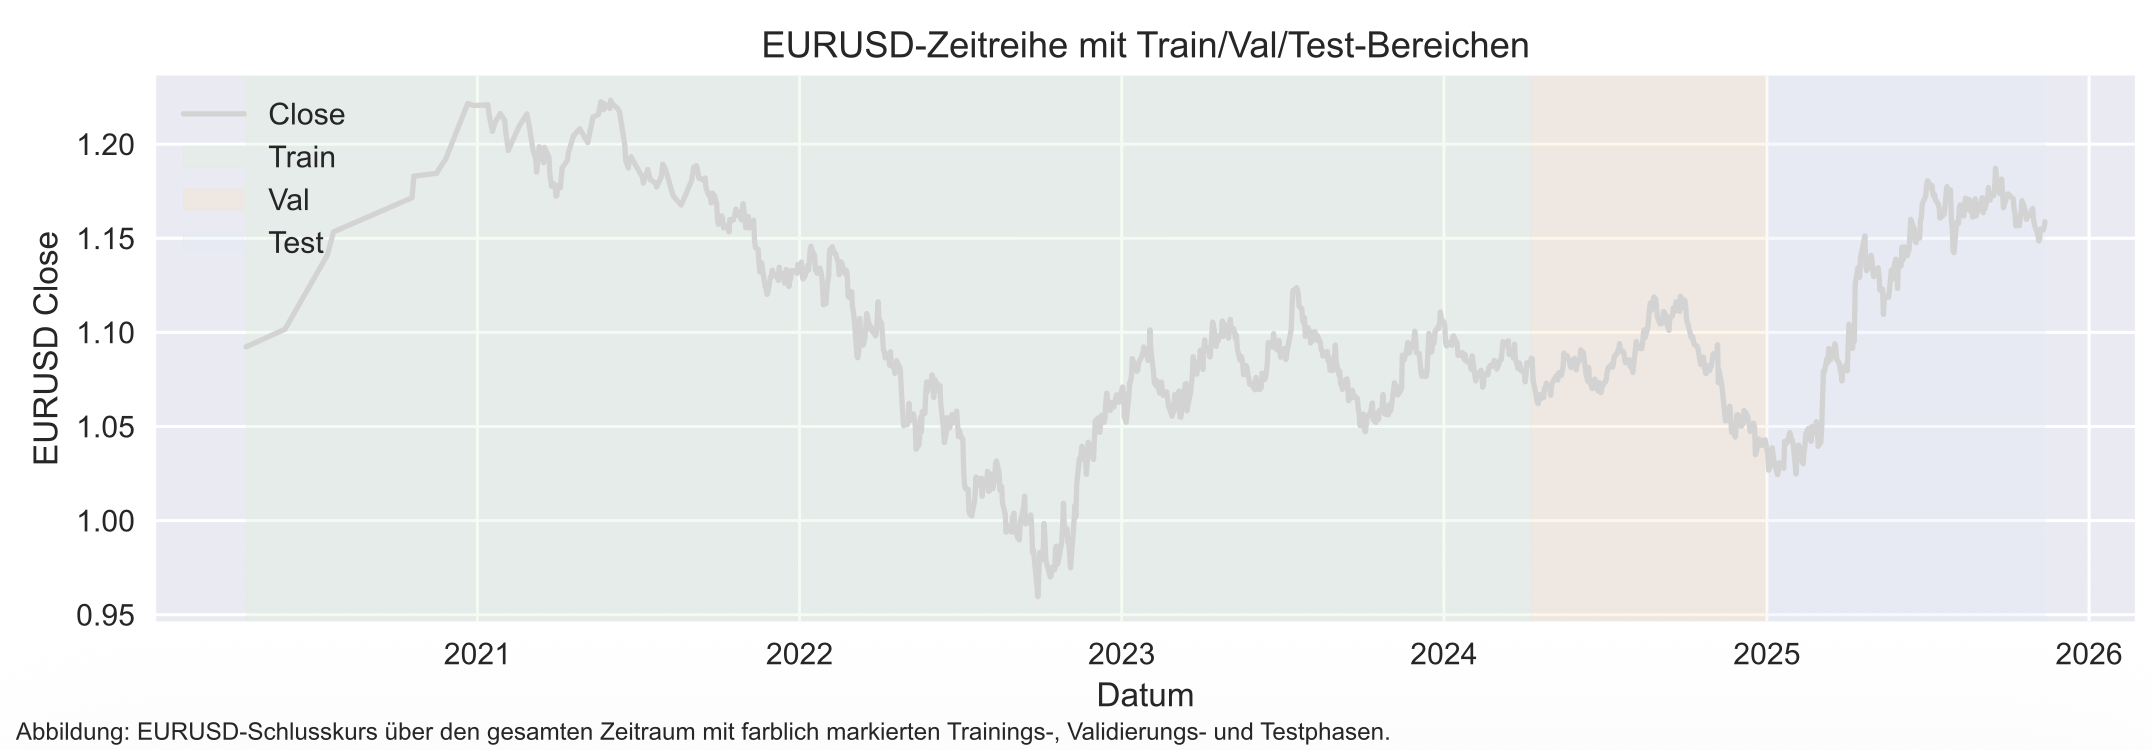 EURUSD-Zeitreihe mit Train/Val/Test-Bereichen
Close
Train
Val
Test
EURUSD Close
1.20
1.15
1.10
1.05
1.00
0.95
2021 2022 2023 2024 2025 2026
Datum
Abbildung: EURUSD-Schlusskurs über den gesamten Zeitraum mit farblich markierten Trainings-, Validierungs- und Testphasen.